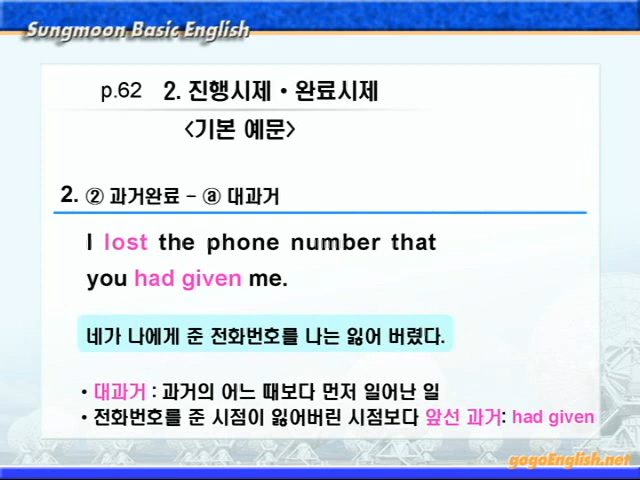 Sungmoon Basic English
p.62 2. 진행시제 • 완료시제
<기본 예문>
2. ② 과거완료 – ⓐ 대과거
I lost the phone number that
you had given me.
네가 나에게 준 전화번호를 나는 잃어 버렸다.
• 대과거 : 과거의 어느 때보다 먼저 일어난 일
• 전화번호를 준 시점이 잃어버린 시점보다 앞선 과거: had given
gogoEnglish.net